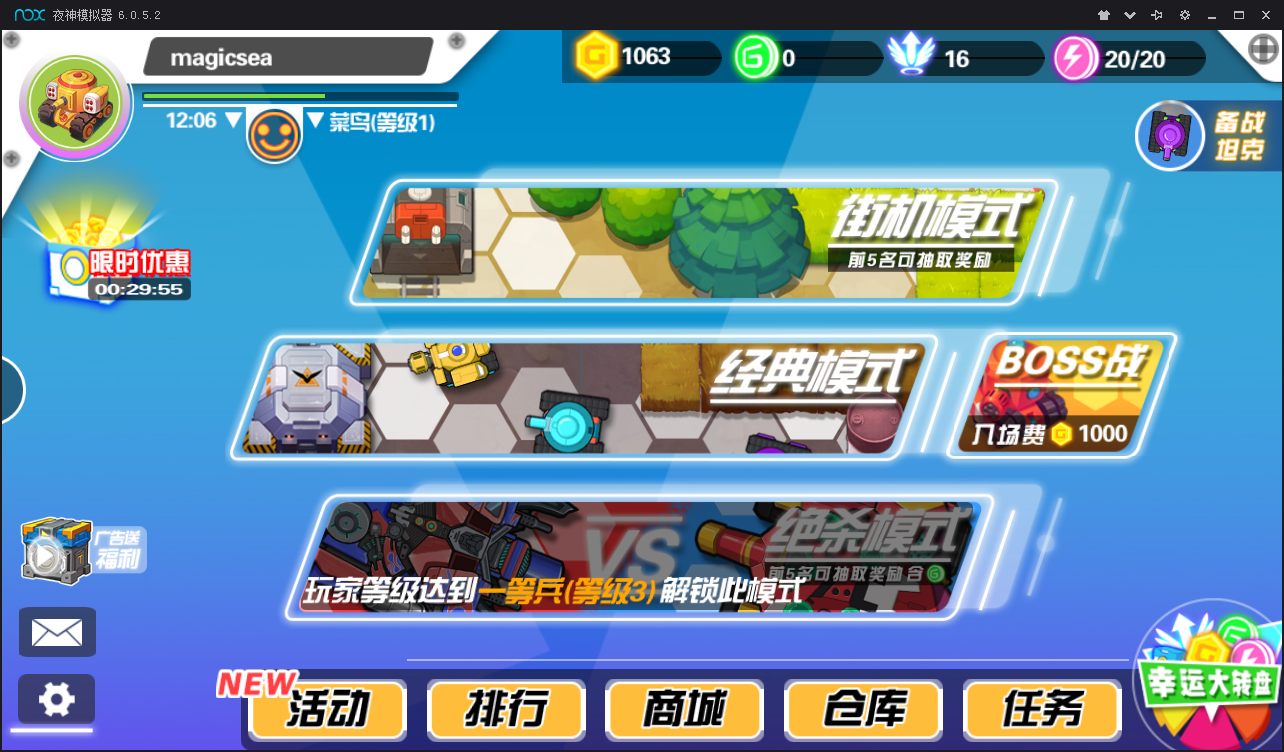 nox 夜神模拟器 6.0.5.2
magicsea
1063
0
16
20/20
12:06
菜鸟(等级1)
备战
坦克
限时优惠
00:29:55
街机模式
前5名可抽取奖励
经典模式
BOSS战
入场费 1000
VS
绝杀模式
前5名可抽取奖励含
玩家等级达到一等兵(等级3)解锁此模式
广告送
福利
NEW
活动
排行
商城
仓库
任务
幸运大转盘